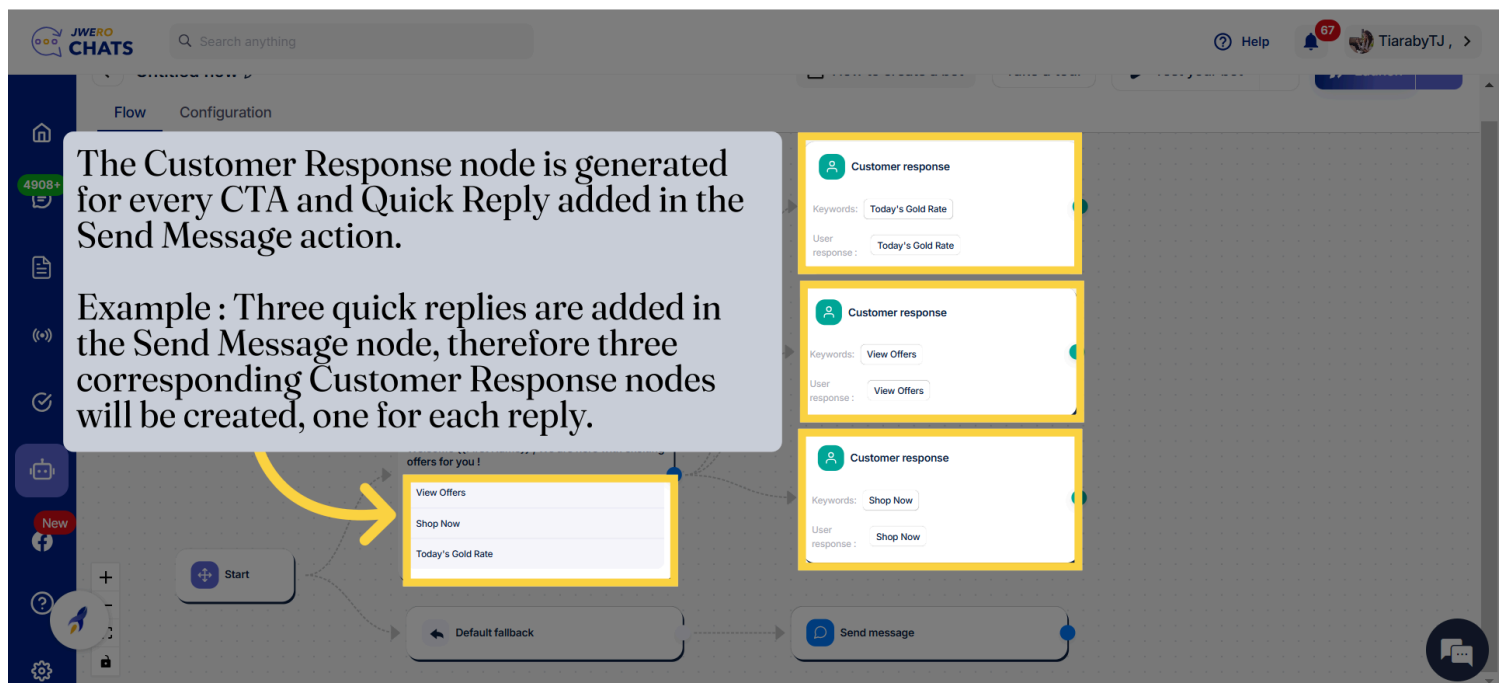 JWERO
CHATS
Search anything
Help
67
TiarabyTJ ,
Flow
Configuration
4908+
The Customer Response node is generated
for every CTA and Quick Reply added in the
Send Message action.
Example : Three quick replies are added in
the Send Message node, therefore three
corresponding Customer Response nodes
will be created, one for each reply.
offers for you !
View Offers
Shop Now
Today's Gold Rate
Customer response
Keywords: Today's Gold Rate
User
response : Today's Gold Rate
Customer response
Keywords: View Offers
User
response : View Offers
Customer response
Keywords: Shop Now
User
response : Shop Now
New
Start
Default fallback
Send message